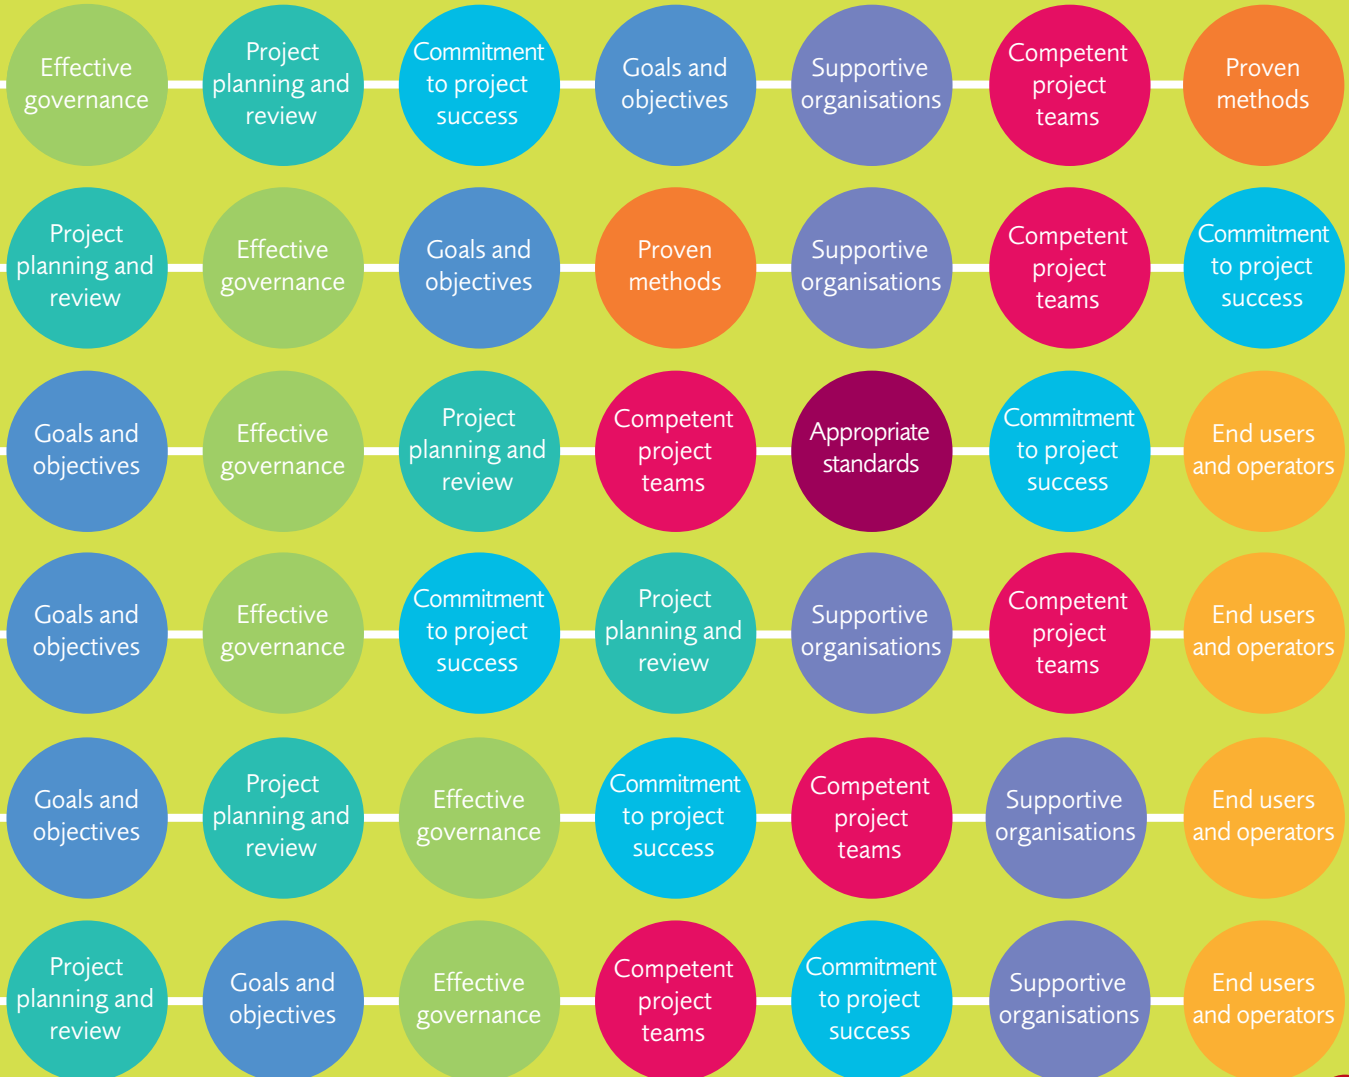 Effective
governance
Project
planning and
review
Commitment
to project
success
Goals and
objectives
Supportive
organisations
Competent
project
teams
Proven
methods
Project
planning and
review
Effective
governance
Goals and
objectives
Proven
methods
Supportive
organisations
Competent
project
teams
Commitment
to project
success
Goals and
objectives
Effective
governance
Project
planning and
review
Competent
project
teams
Appropriate
standards
Commitment
to project
success
End users
and operators
Goals and
objectives
Effective
governance
Commitment
to project
success
Project
planning and
review
Supportive
organisations
Competent
project
teams
End users
and operators
Goals and
objectives
Project
planning and
review
Effective
governance
Commitment
to project
success
Competent
project
teams
Supportive
organisations
End users
and operators
Project
planning and
review
Goals and
objectives
Effective
governance
Competent
project
teams
Commitment
to project
success
Supportive
organisations
End users
and operators